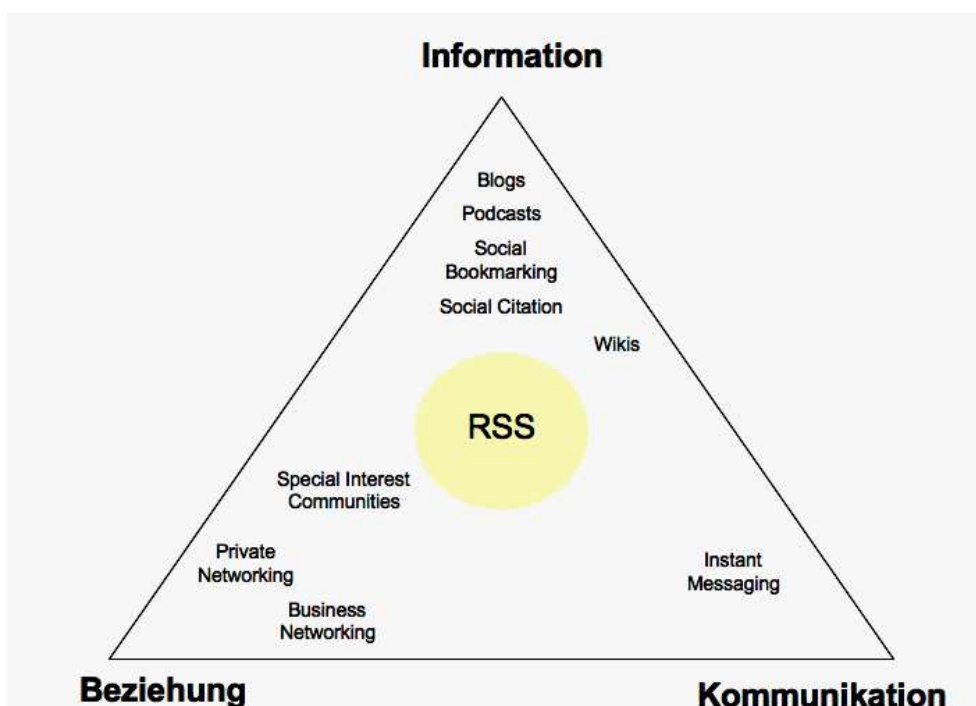 Information
Blogs
Podcasts
Social
Bookmarking
Social Citation
Wikis
RSS
Special Interest
Communities
Private
Networking
Instant
Messaging
Business
Networking
Beziehung
Kommunikation